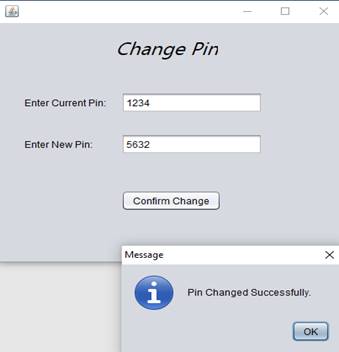 Change Pin
Enter Current Pin: 1234
Enter New Pin: 5632
Confirm Change
Message
Pin Changed Successfully.
OK